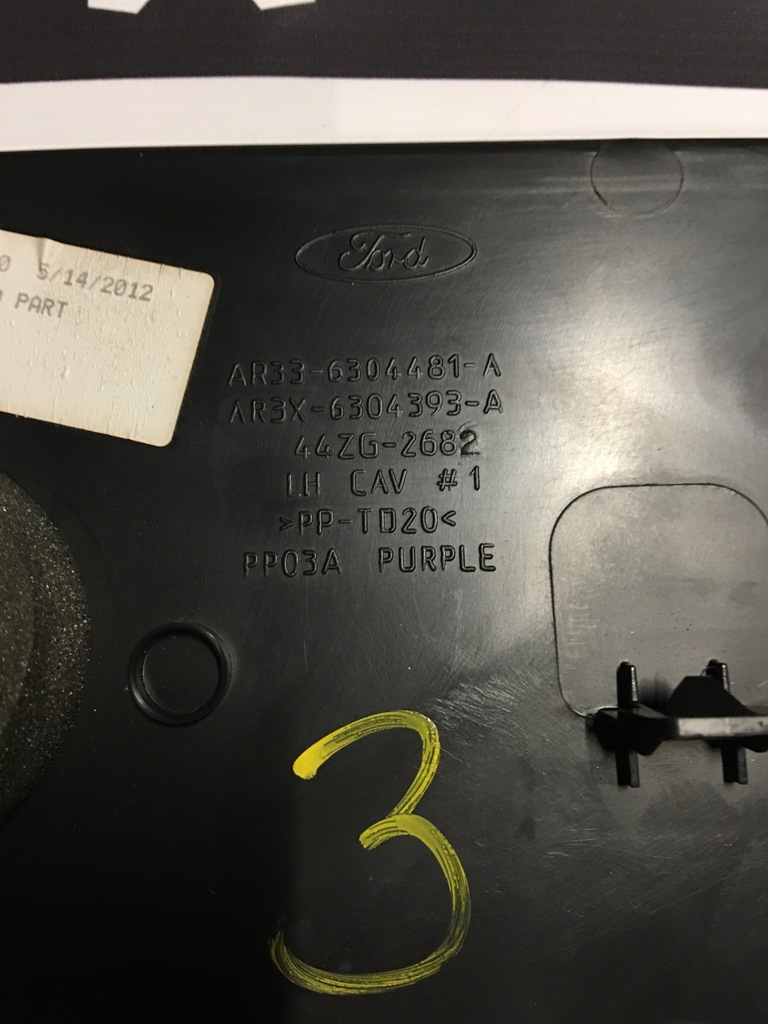 Ford
0 5/14/2012
PART
AR33-6304481-A
AR3X-6304393-A
44ZG-2682
LH CAV #1
>PP-TD20<
PP03A PURPLE
3